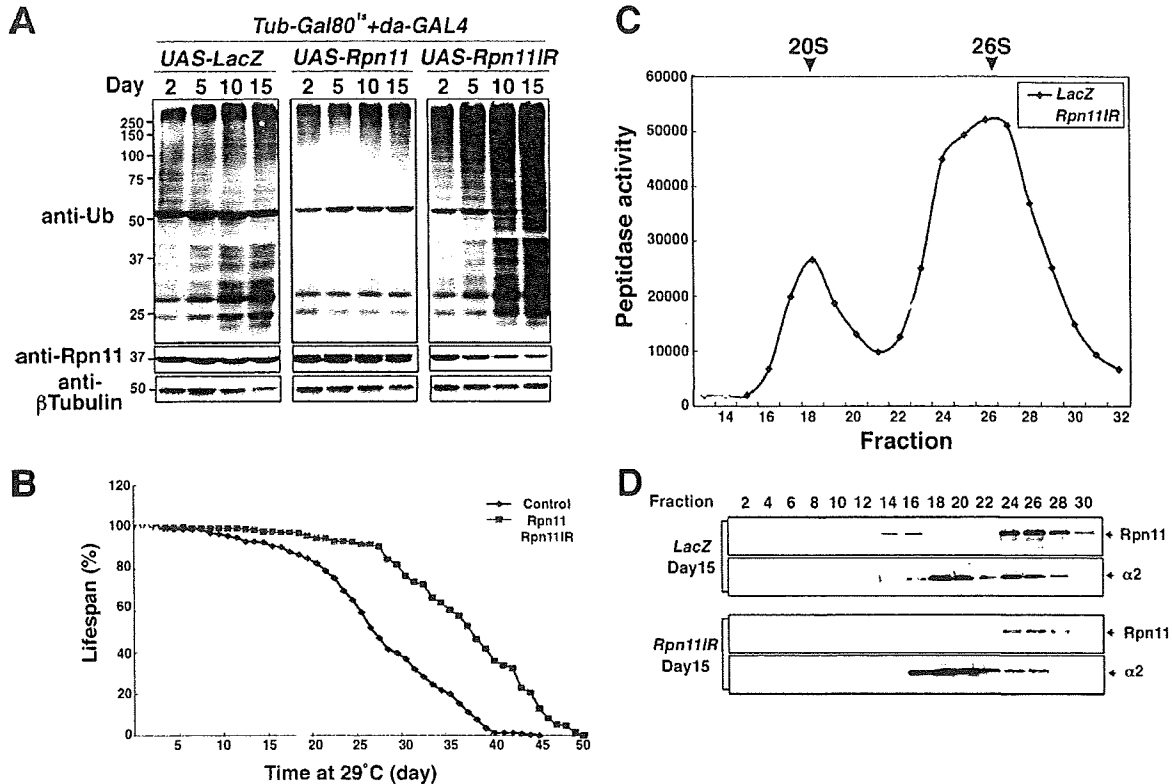 A
Tub-Gal80ts+da-GAL4
UAS-LacZ UAS-Rpn11 UAS-Rpn11IR
Day 2 5 10 15 2 5 10 15 2 5 10 15
250
150
100
75
anti-Ub
50
37
25
anti-Rpn11 37
anti-
βTubulin
50
B
Lifespan (%)
120
100
80
60
40
20
0
5 10 15 20 25 30 35 40 45 50
Time at 29°C (day)
Control
Rpn11
Rpn11IR
C
20S 26S
Peptidase activity
60000
50000
40000
30000
20000
10000
0
14 16 18 20 22 24 26 28 30 32
Fraction
LacZ
Rpn11IR
D
Fraction 2 4 6 8 10 12 14 16 18 20 22 24 26 28 30
LacZ
Day15
Rpn11
α2
Rpn11IR
Day15
Rpn11
α2